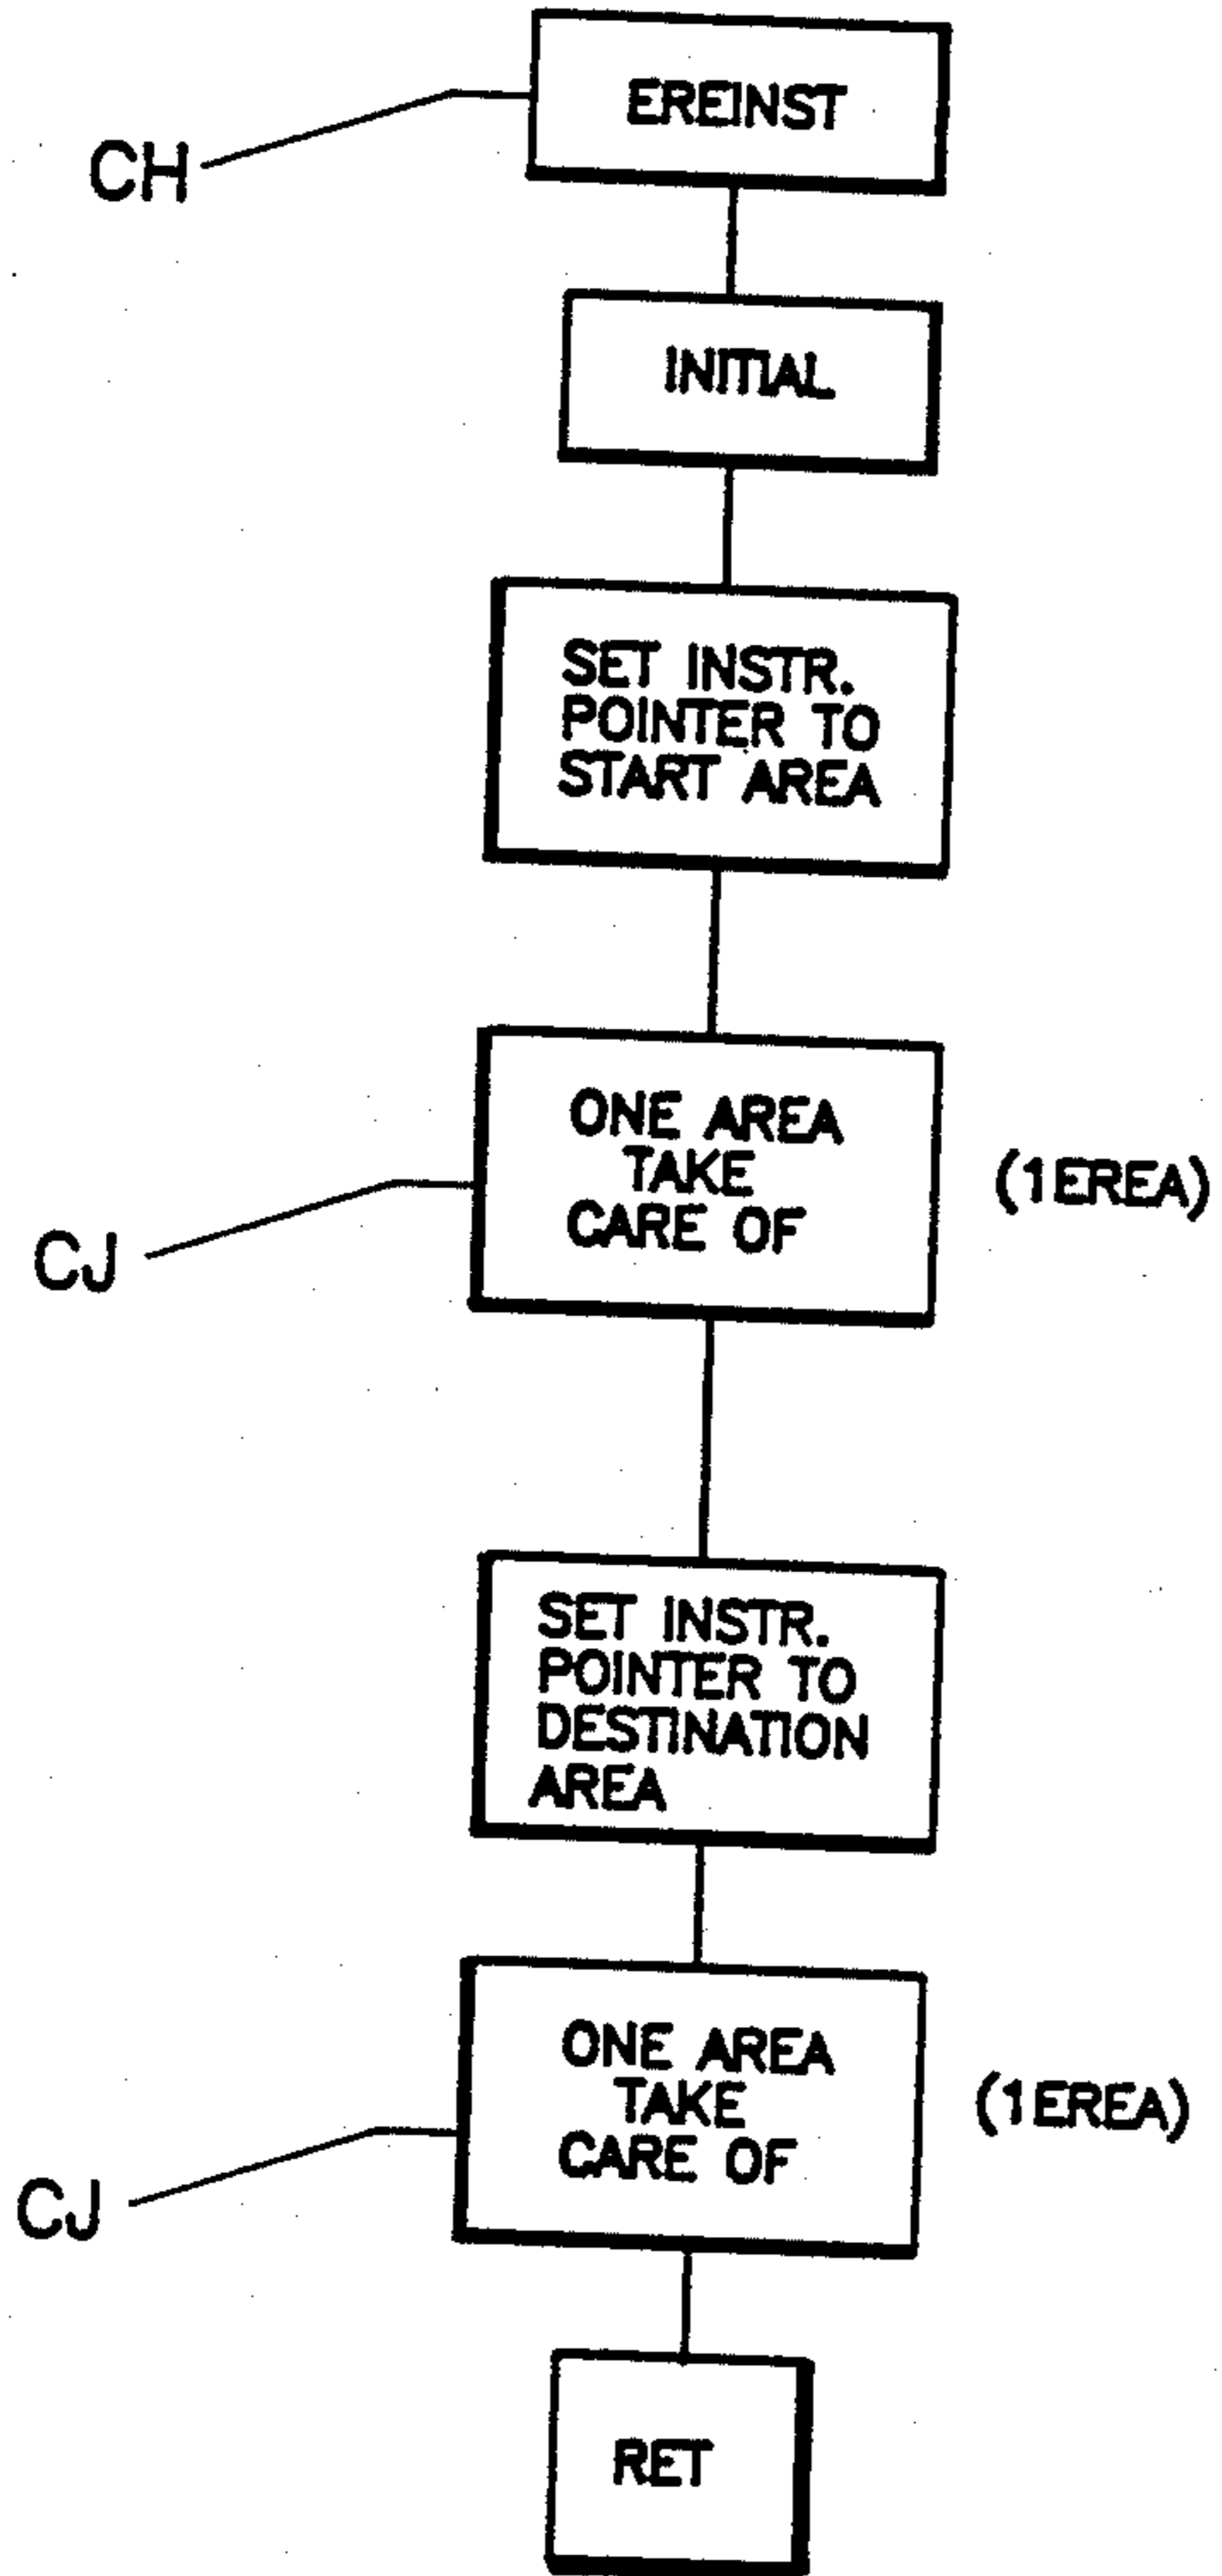 EREINST
CH
INITIAL
SET INSTR.
POINTER TO
START AREA
ONE AREA
TAKE
CARE OF
(1EREA)
CJ
SET INSTR.
POINTER TO
DESTINATION
AREA
ONE AREA
TAKE
CARE OF
(1EREA)
CJ
RET